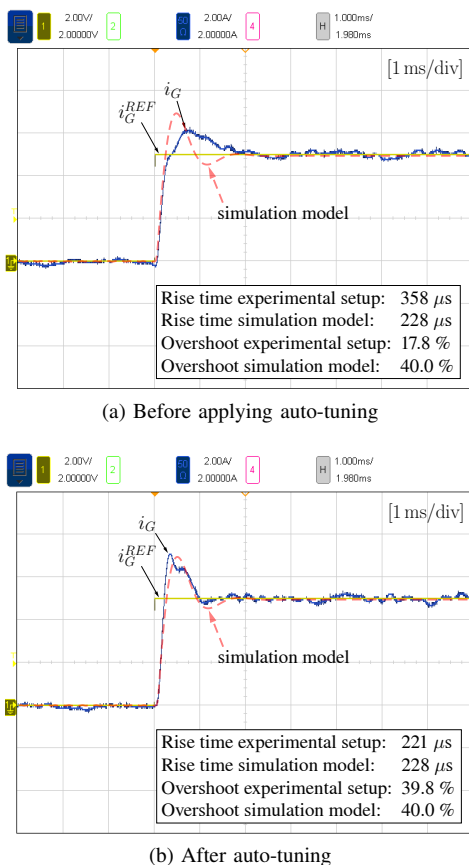 1 2.00V/ 2.00000V 2 50Ω 2.00A/ 2.00000A 4 H 1.000ms/ 1.980ms
[1 ms/div]
i_G
i_G^{REF}
simulation model
Rise time experimental setup: 358 μs
Rise time simulation model: 228 μs
Overshoot experimental setup: 17.8 %
Overshoot simulation model: 40.0 %
(a) Before applying auto-tuning
1 2.00V/ 2.00000V 2 50Ω 2.00A/ 2.00000A 4 H 1.000ms/ 1.980ms
[1 ms/div]
i_G
i_G^{REF}
simulation model
Rise time experimental setup: 221 μs
Rise time simulation model: 228 μs
Overshoot experimental setup: 39.8 %
Overshoot simulation model: 40.0 %
(b) After auto-tuning